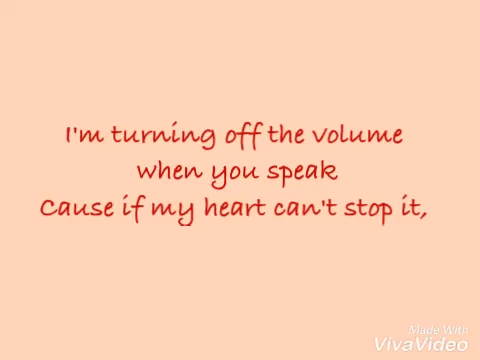 I'm turning off the volume
when you speak
Cause if my heart can't stop it,
Made With
VivaVideo